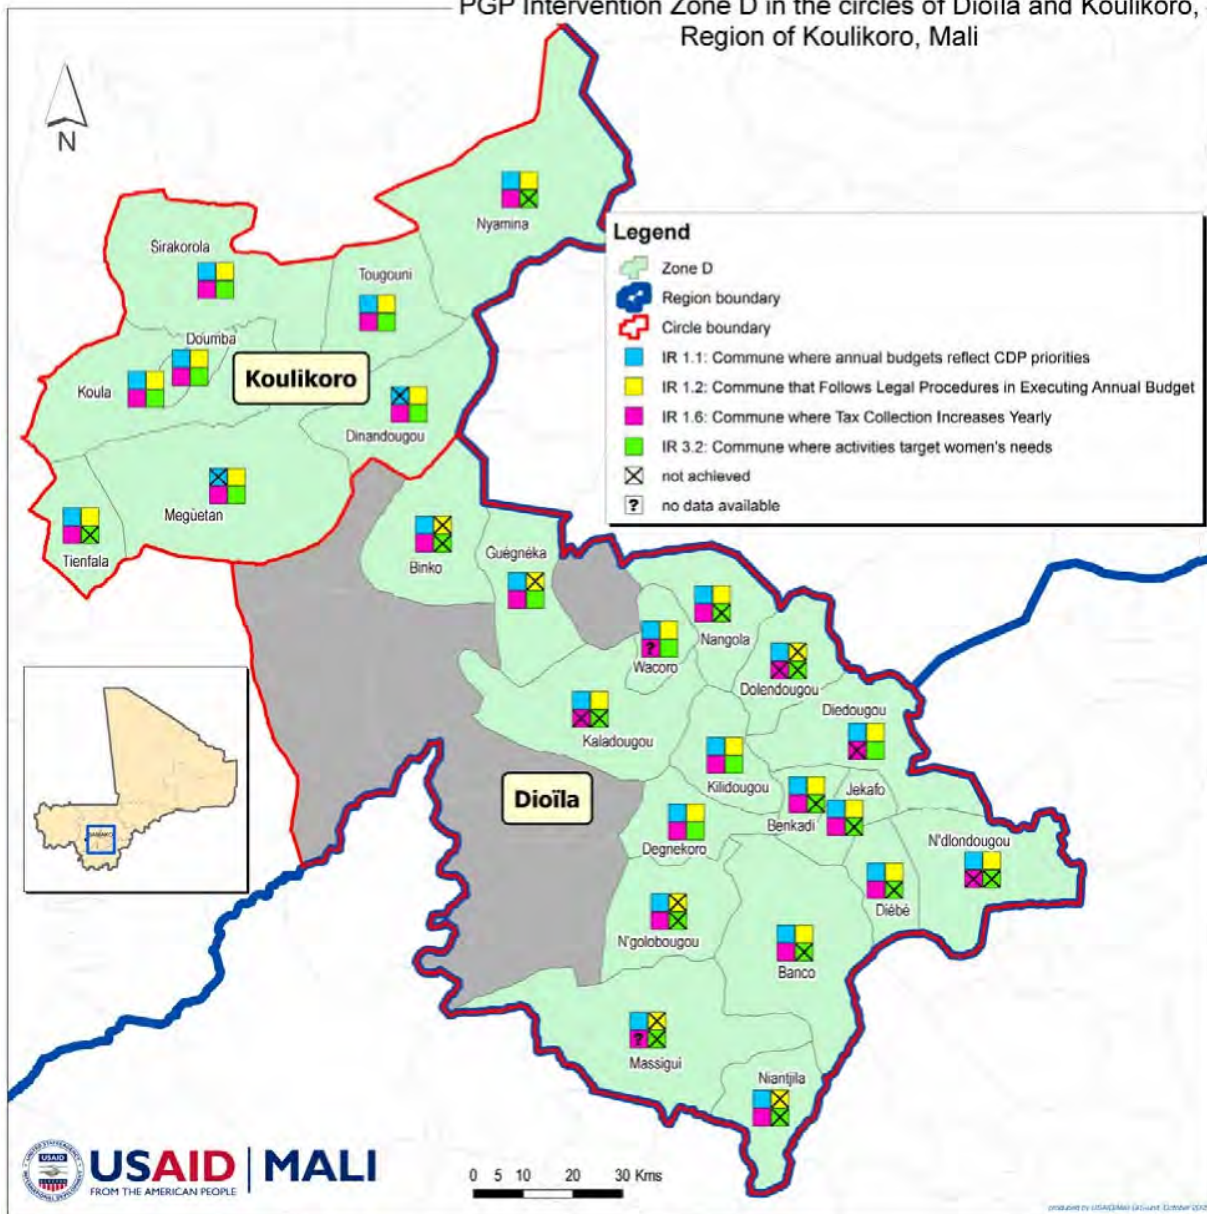 PGP Intervention Zone D in the circles of Dioïla and Koulikoro,
Region of Koulikoro, Mali
N
Nyamina
Sirakorola
Tougouni
Doumba
Koula
Koulikoro
Dinandougou
Megùetan
Tienfala
Legend
Zone D
Region boundary
Circle boundary
IR 1.1: Commune where annual budgets reflect CDP priorities
IR 1.2: Commune that Follows Legal Procedures in Executing Annual Budget
IR 1.6: Commune where Tax Collection Increases Yearly
IR 3.2: Commune where activities target women's needs
not achieved
? no data available
Binko
Guégnéka
Nangola
?
Wacoro
Dolendougou
Diedougou
Kaladougou
Kilidougou
Jekafo
Benkadi
Dioïla
Degnekoro
N'dlondougou
Diébé
N'golobougou
Banco
?
Massigui
Niantjila
BAMAKO
USAID | MALI
FROM THE AMERICAN PEOPLE
0 5 10 20 30 Kms